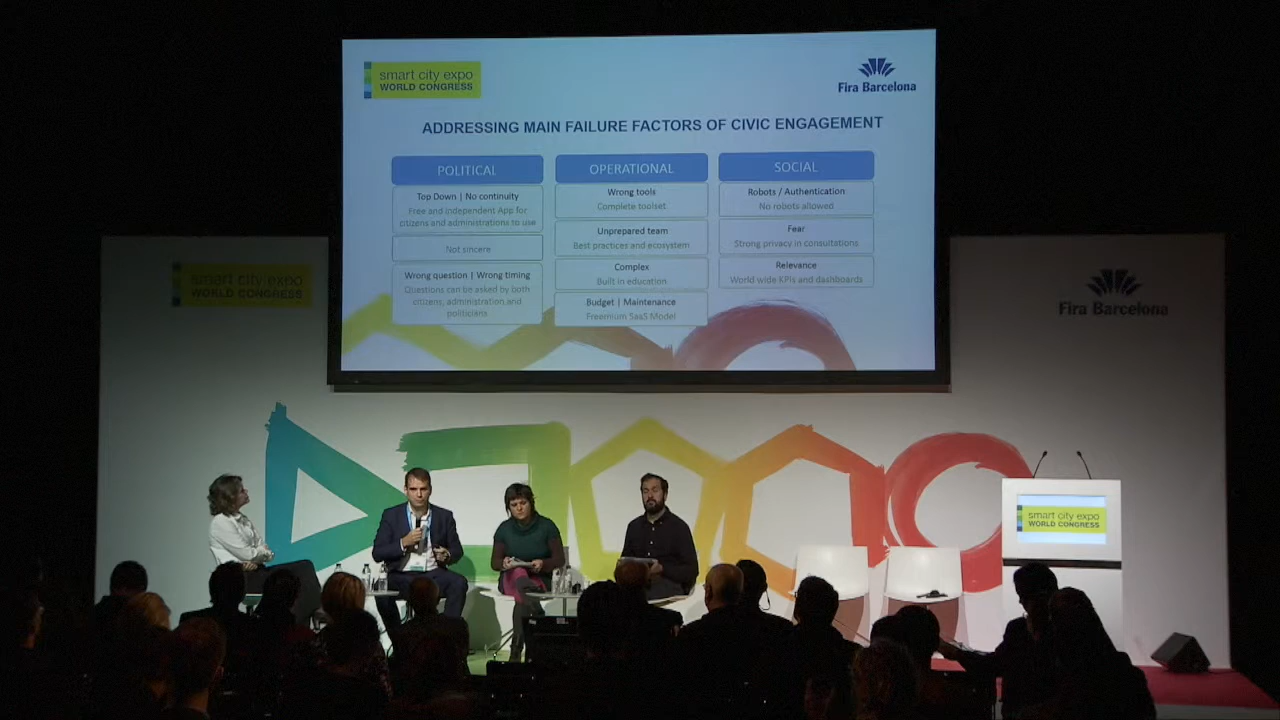 smart city expo
WORLD CONGRESS
Fira Barcelona
ADDRESSING MAIN FAILURE FACTORS OF CIVIC ENGAGEMENT
POLITICAL
Top Down | No continuity
Free and independent App for
citizens and administrations to use
Not sincere
Wrong question | Wrong timing
Questions can be asked by both
citizens, administration and
politicians
OPERATIONAL
Wrong tools
Complete toolset
Unprepared team
Best practices and ecosystem
Complex
Built in education
Budget | Maintenance
Freemium SaaS Model
SOCIAL
Robots / Authentication
No robots allowed
Fear
Strong privacy in consultations
Relevance
World wide KPIs and dashboards
smart city expo
WORLD CONGRESS
Fira Barcelona
smart city expo
WORLD CONGRESS